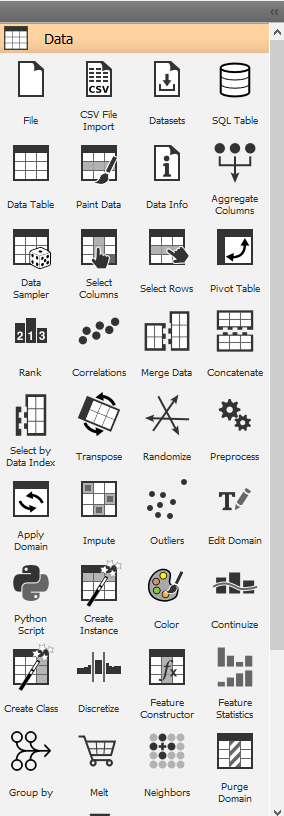 Data
CSV
File
CSV File
Import
Datasets
SQL Table
Data Table
Paint Data
Data Info
Aggregate
Columns
Data
Sampler
Select
Columns
Select Rows
Pivot Table
2 1 3
Rank
Correlations
Merge Data
Concatenate
Select by
Data Index
Transpose
Randomize
Preprocess
Apply
Domain
Impute
Outliers
T
Edit Domain
Python
Script
Create
Instance
Color
Continuize
fx
Create Class
Discretize
Feature
Constructor
Feature
Statistics
Group by
Melt
Neighbors
Purge
Domain